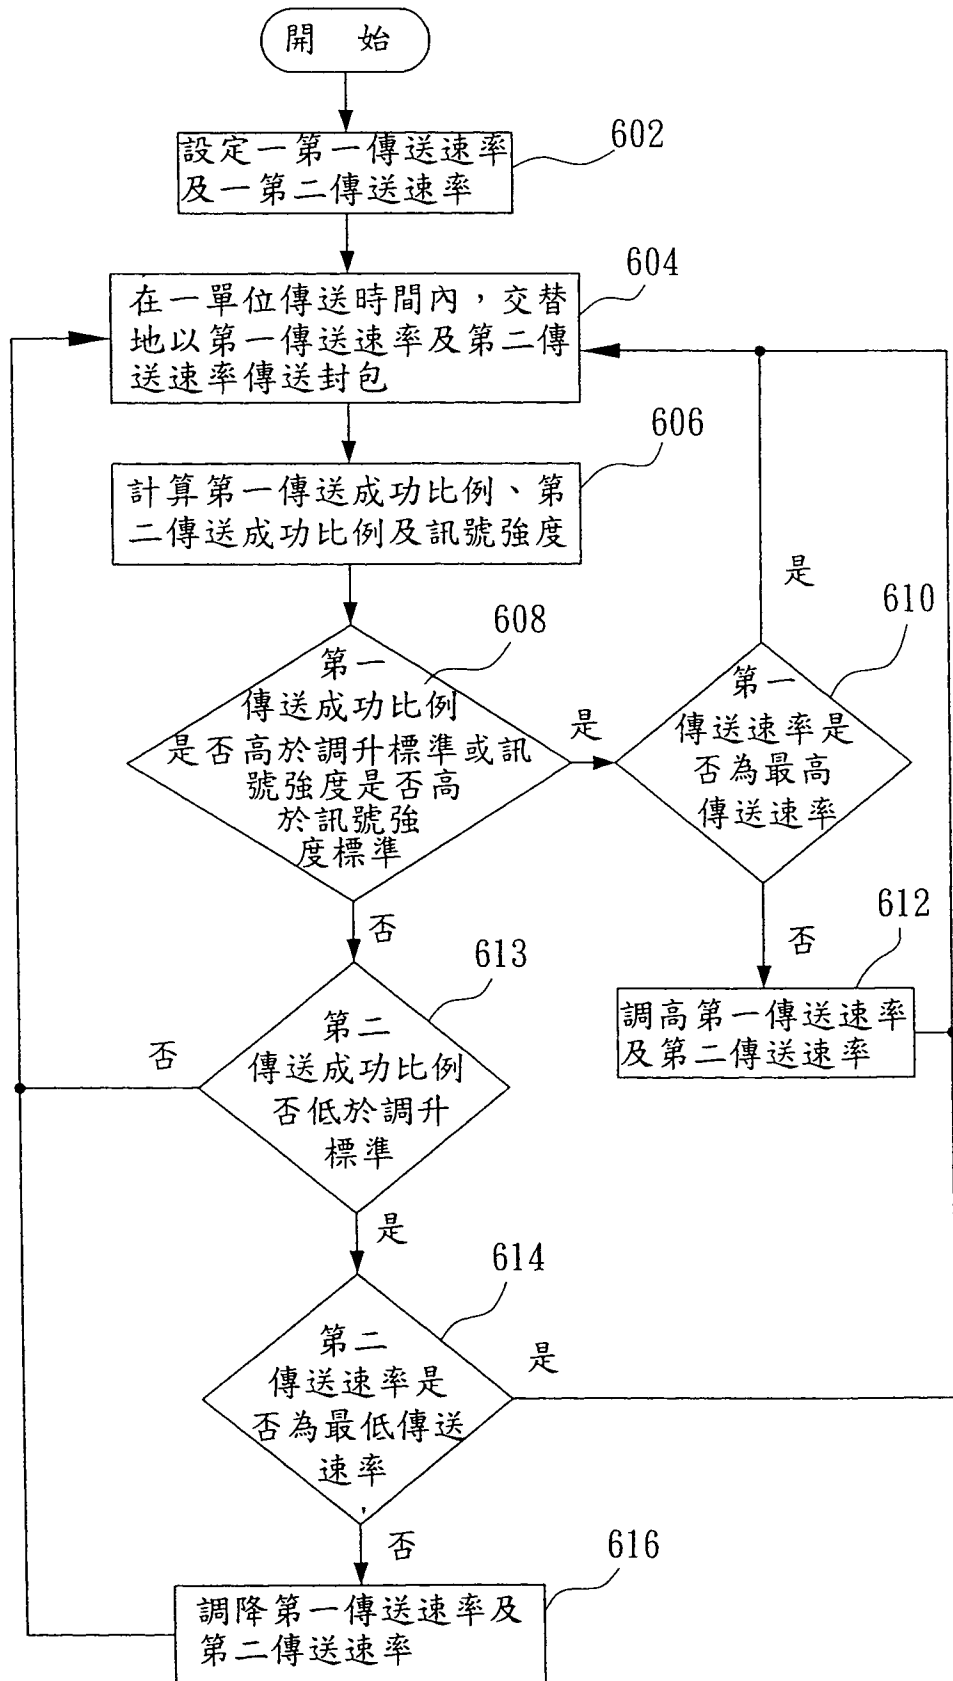 開 始
602
設定一第一傳送速率
及一第二傳送速率
604
在一單位傳送時間內，交替
地以第一傳送速率及第二傳
送速率傳送封包
606
計算第一傳送成功比例、第
二傳送成功比例及訊號強度
608
第一
傳送成功比例
是否高於調升標準或訊
號強度是否高
於訊號強
度標準
是
610
第一
傳送速率是
否為最高
傳送速率
是
否
612
調高第一傳送速率
及第二傳送速率
否
613
第二
傳送成功比例
否低於調升
標準
否
是
614
第二
傳送速率是
否為最低傳送
速率,
是
否
616
調降第一傳送速率及
第二傳送速率